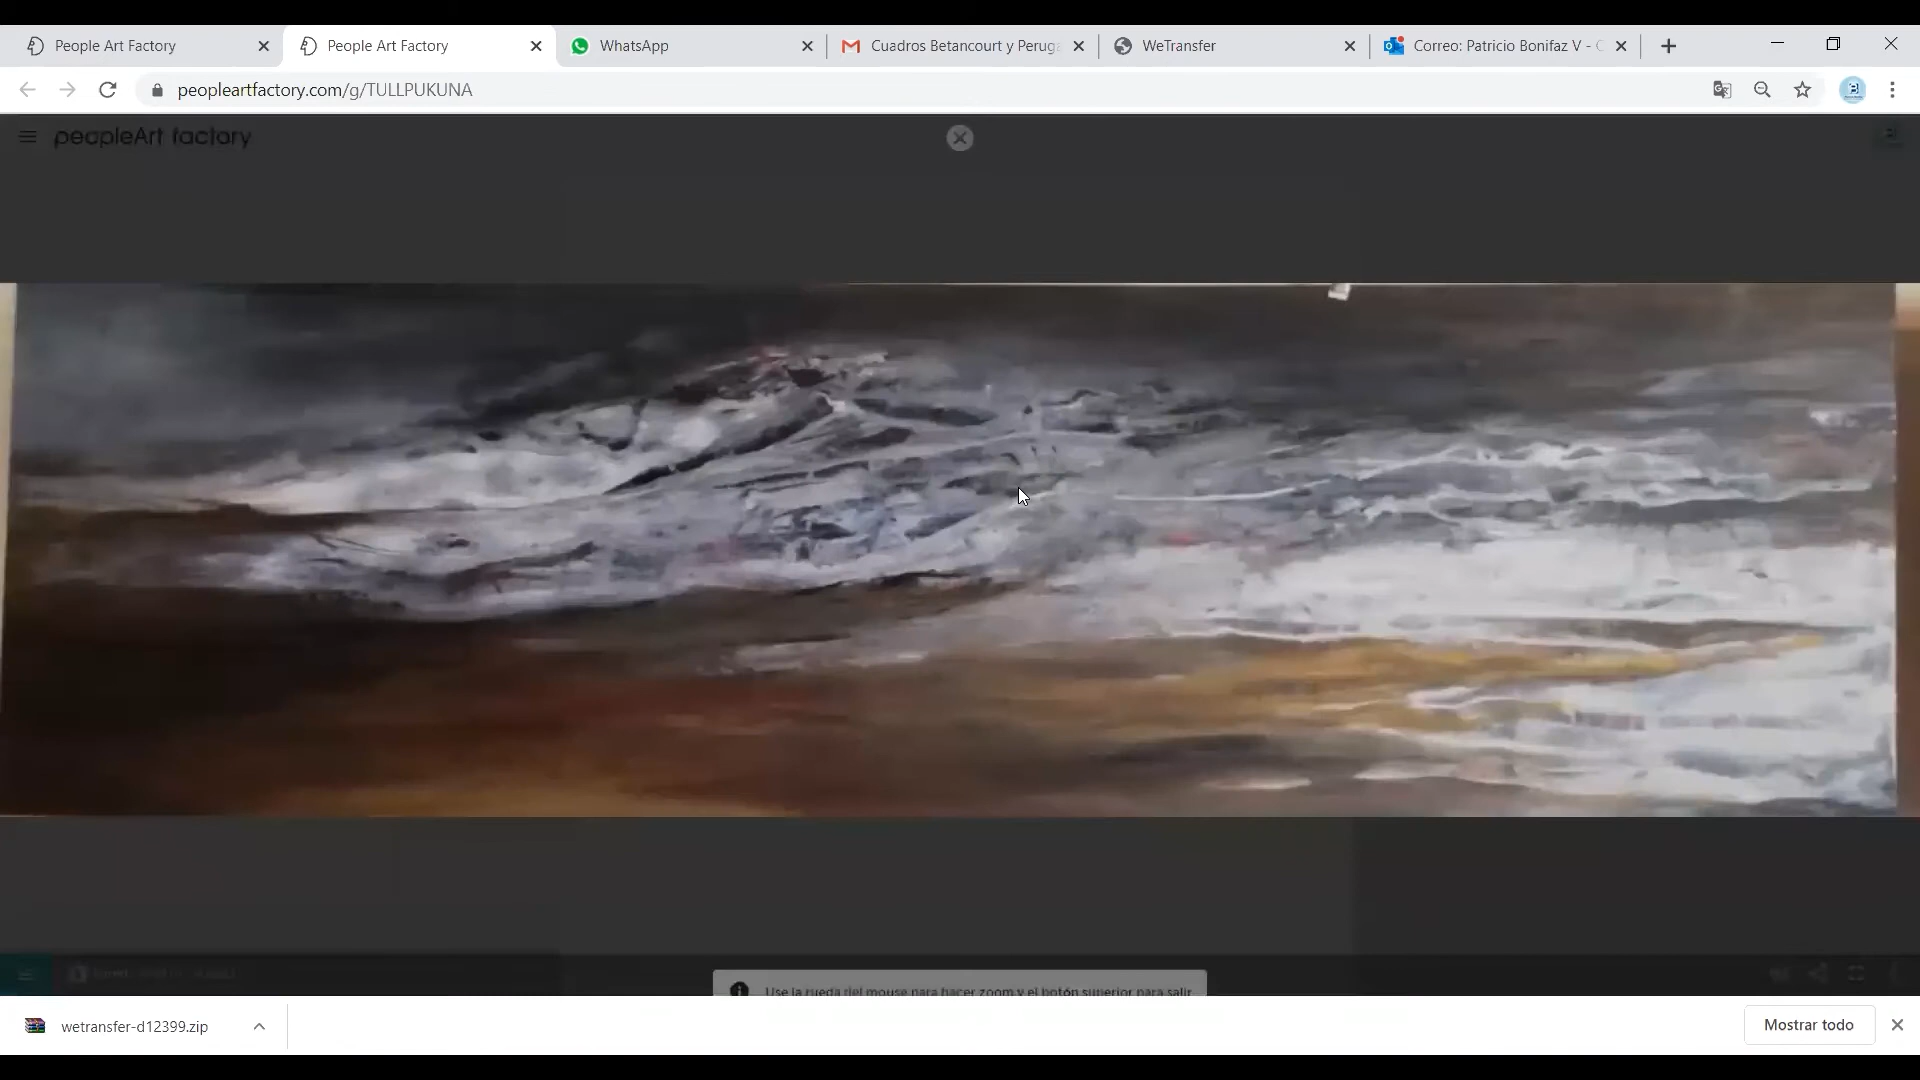 People Art Factory
People Art Factory
WhatsApp
Cuadros Betancourt y Peruga
WeTransfer
Correo: Patricio Bonifaz V - C
peopleartfactory.com/g/TULLPUKUNA
peopleArt factory
Use la rueda del mouse para hacer zoom y el botón superior para salir
wetransfer-d12399.zip
Mostrar todo